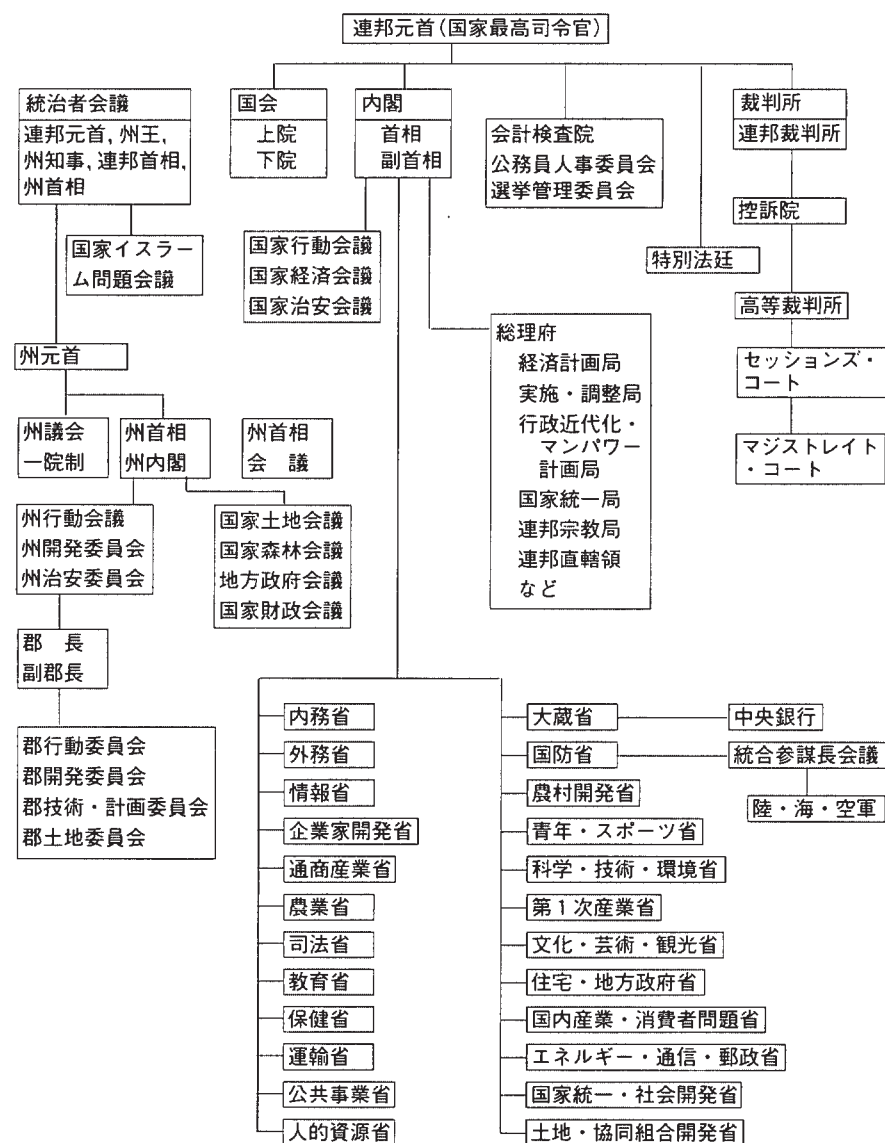 連邦元首(国家最高司令官)
統治者会議
連邦元首, 州王,
州知事, 連邦首相,
州首相
国家イスラー
ム問題会議
国会
上院
下院
内閣
首相
副首相
国家行動会議
国家経済会議
国家治安会議
会計検査院
公務員人事委員会
選挙管理委員会
特別法廷
裁判所
連邦裁判所
控訴院
高等裁判所
セッションズ・
コート
マジストレイト
・コート
総理府
経済計画局
実施・調整局
行政近代化・
マンパワー
計画局
国家統一局
連邦宗教局
連邦直轄領
など
州元首
州議会
一院制
州首相
州内閣
州首相
会 議
州行動会議
州開発委員会
州治安委員会
国家土地会議
国家森林会議
地方政府会議
国家財政会議
郡 長
副郡長
郡行動委員会
郡開発委員会
郡技術・計画委員会
郡土地委員会
内務省
外務省
情報省
企業家開発省
通商産業省
農業省
司法省
教育省
保健省
運輸省
公共事業省
人的資源省
大蔵省
中央銀行
国防省
統合参謀長会議
陸・海・空軍
農村開発省
青年・スポーツ省
科学・技術・環境省
第1次産業省
文化・芸術・観光省
住宅・地方政府省
国内産業・消費者問題省
エネルギー・通信・郵政省
国家統一・社会開発省
土地・協同組合開発省